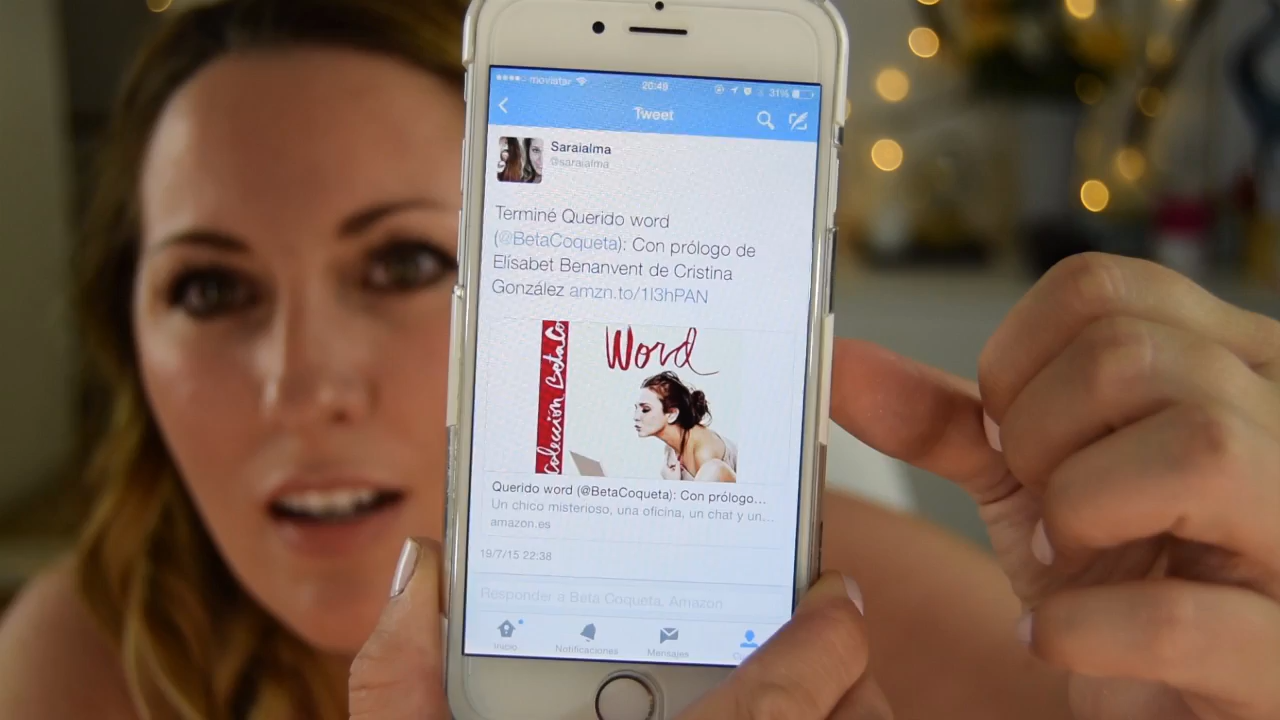 movistar 20:49 31%
Tweet
Saraialma
@saraialma
Terminé Querido word
(@BetaCoqueta): Con prólogo de
Elísabet Benanvent de Cristina
González amzn.to/1I3hPAN
Colección BetaCo
Word
Querido word (@BetaCoqueta): Con prólogo...
Un chico misterioso, una oficina, un chat y un...
amazon.es
19/7/15 22:38
Responder a Beta Coqueta, Amazon
Inicio Notificaciones Mensajes